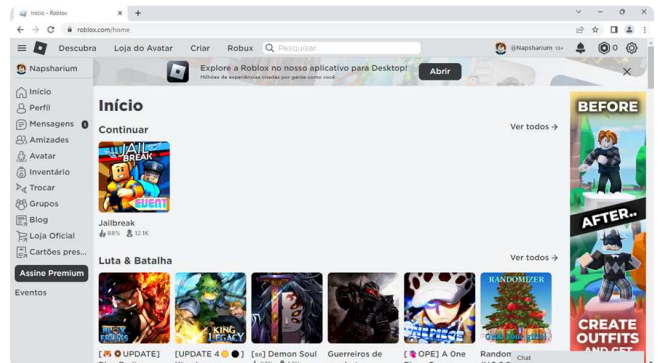 Início - Roblox
roblox.com/home
Descubra Loja do Avatar Criar Robux Pesquisar @Napsharium 13+ 0
Napsharium
Explore a Roblox no nosso aplicativo para Desktop!
Milhões de experiências criadas por gente como você
Abrir
Início
Perfil
Mensagens
Amizades
Avatar
Inventário
Trocar
Grupos
Blog
Loja Oficial
Cartões pres...
Assine Premium
Eventos
Início
Continuar
Ver todos →
JAIL
BREAK
EVENT
Jailbreak
88% 12.1K
Luta & Batalha
Ver todos →
KING
LEGACY
ONE PIECE
RANDOMIZER
UPDATE]
[UPDATE 4
Demon Soul
Guerreiros de
OPE] A One
Random
Chat
BEFORE
AFTER..
CREATE
OUTFITS
AND GET